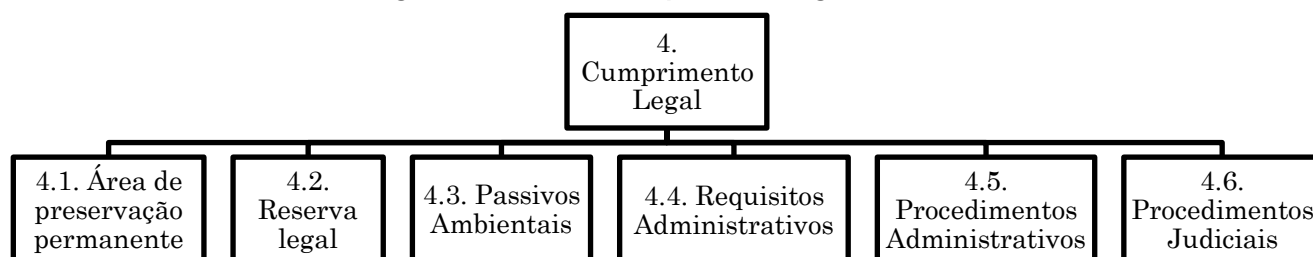 4.
Cumprimento
Legal
4.1. Área de
preservação
permanente
4.2.
Reserva
legal
4.3. Passivos
Ambientais
4.4. Requisitos
Administrativos
4.5.
Procedimentos
Administrativos
4.6.
Procedimentos
Judiciais